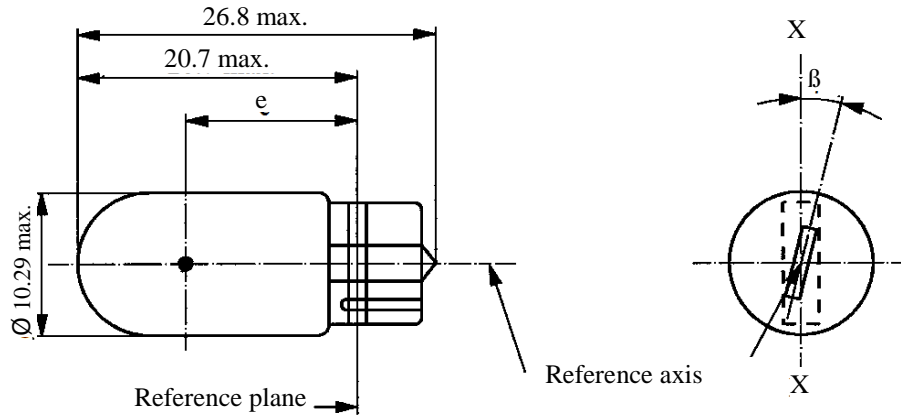 26.8 max.
20.7 max.
e
Ø 10.29 max.
Reference plane
Reference axis
X
ß
X